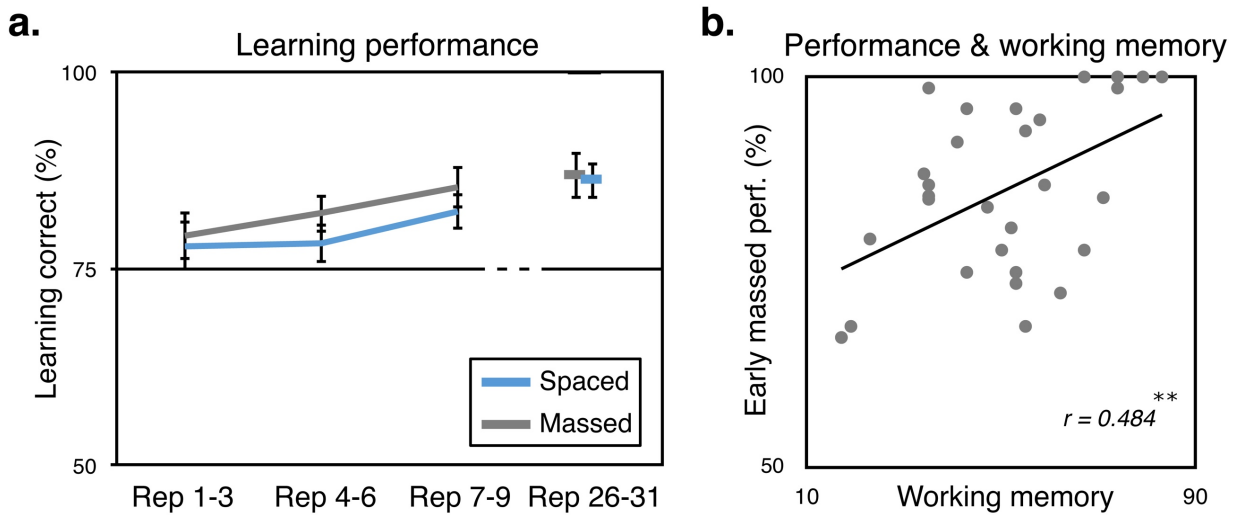 a.
Learning performance
Learning correct (%)
100
75
50
Spaced
Massed
Rep 1-3 Rep 4-6 Rep 7-9 Rep 26-31
b.
Performance & working memory
Early massed perf. (%)
100
50
**
r = 0.484
10 Working memory 90